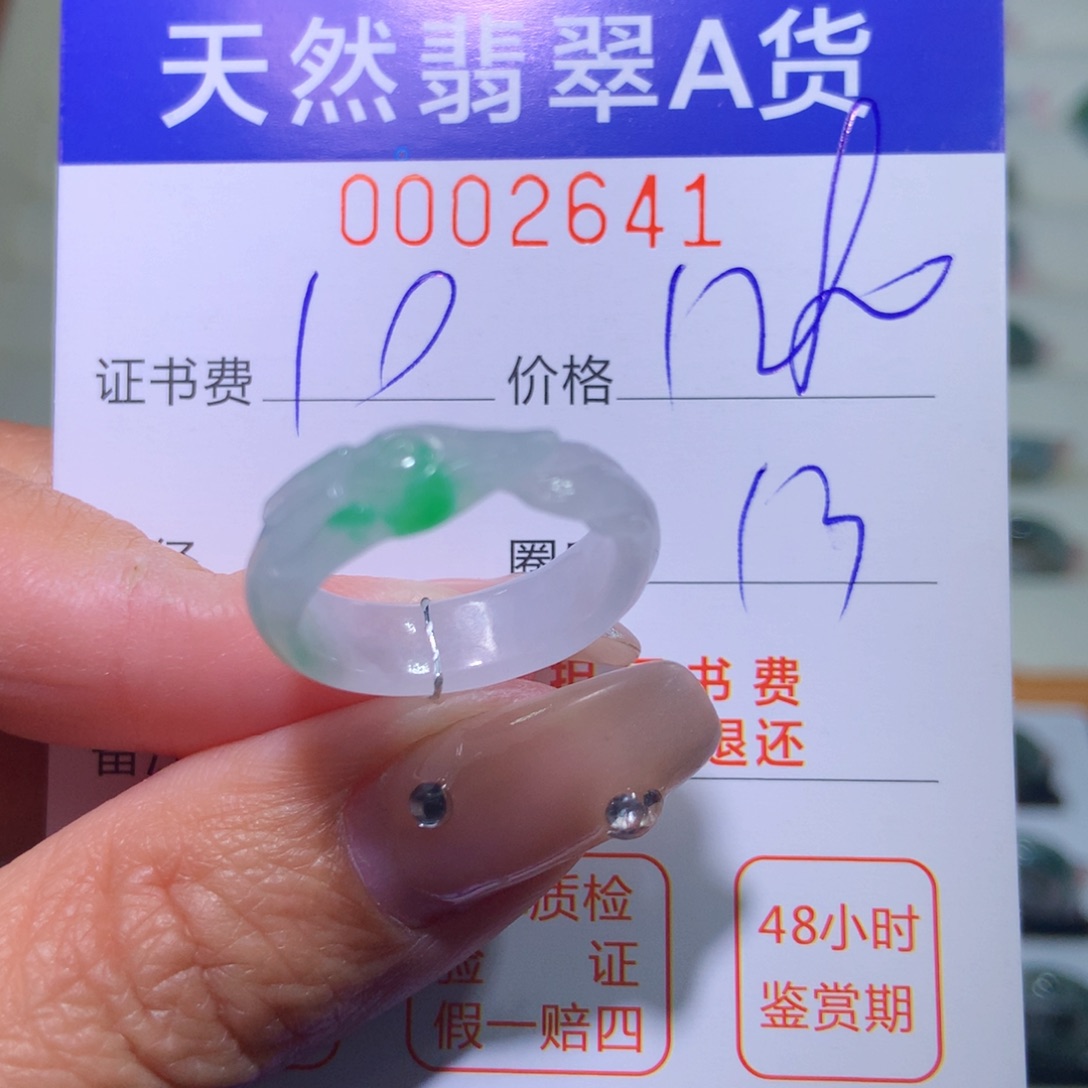 天然翡翠A货
0002641
证书费 10 价格
圈 13
书费
退还
质检
验 证
假一赔四
48小时
鉴赏期